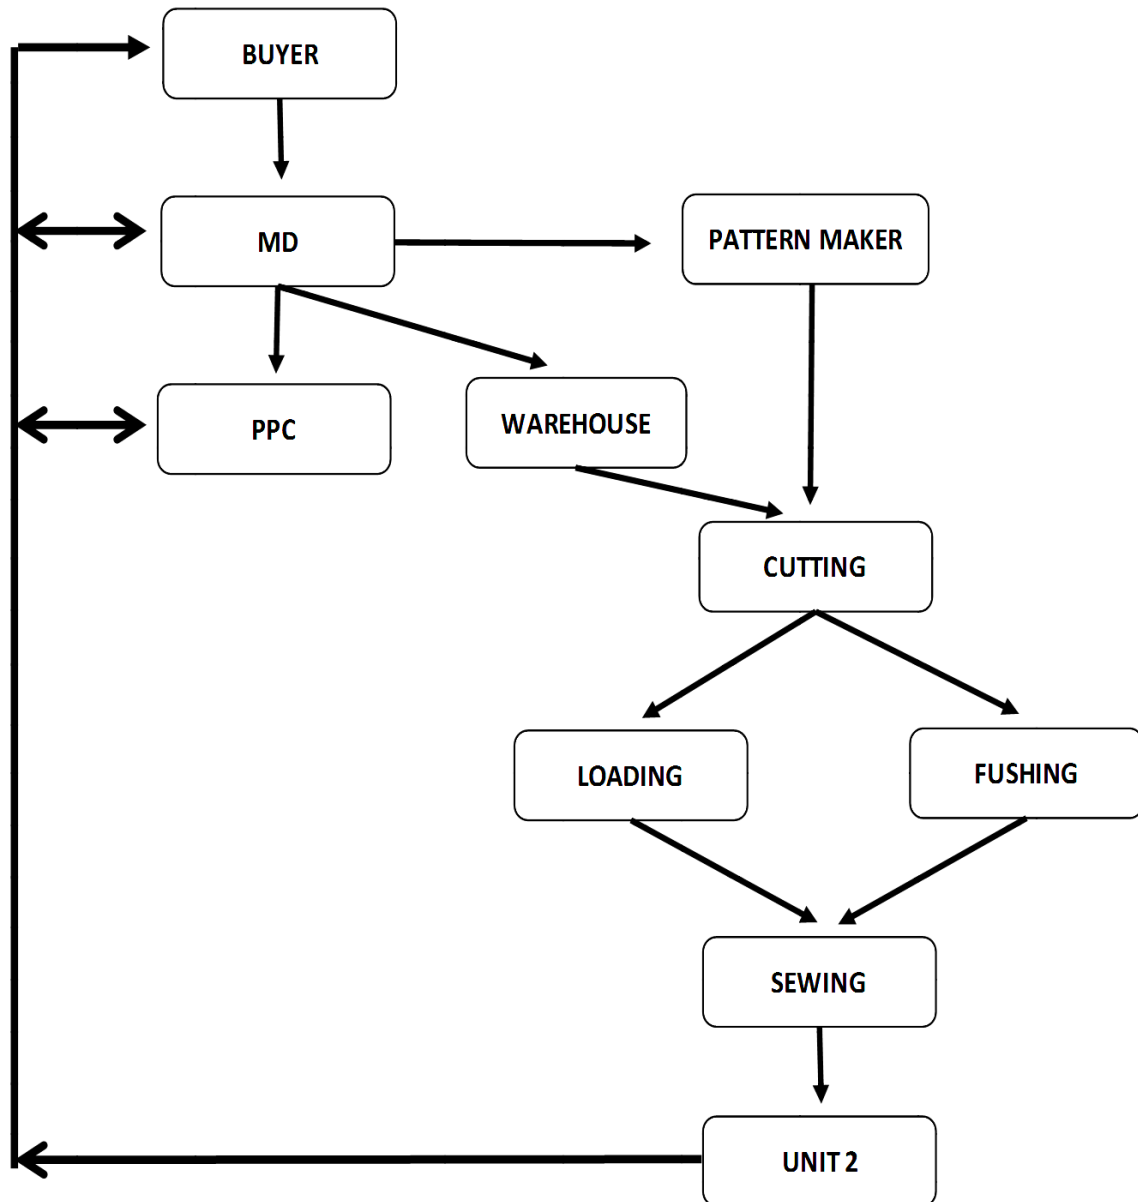 BUYER
MD
PATTERN MAKER
PPC
WAREHOUSE
CUTTING
LOADING
FUSHING
SEWING
UNIT 2